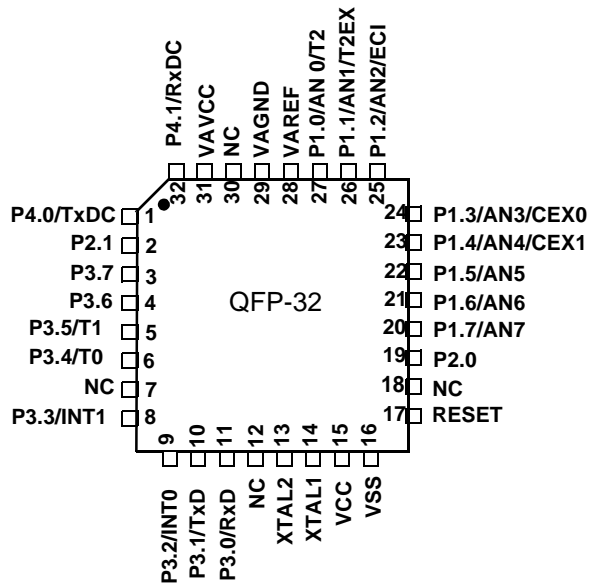 P4.1/RxDC
VAVCC
NC
VAGND
VAREF
P1.0/AN 0/T2
P1.1/AN1/T2EX
P1.2/AN2/ECI
32
31
30
29
28
27
26
25
P4.0/TxDC 1
P2.1 2
P3.7 3
P3.6 4
P3.5/T1 5
P3.4/T0 6
NC 7
P3.3/INT1 8
QFP-32
24 P1.3/AN3/CEX0
23 P1.4/AN4/CEX1
22 P1.5/AN5
21 P1.6/AN6
20 P1.7/AN7
19 P2.0
18 NC
17 RESET
9
10
11
12
13
14
15
16
P3.2/INT0
P3.1/TxD
P3.0/RxD
NC
XTAL2
XTAL1
VCC
VSS